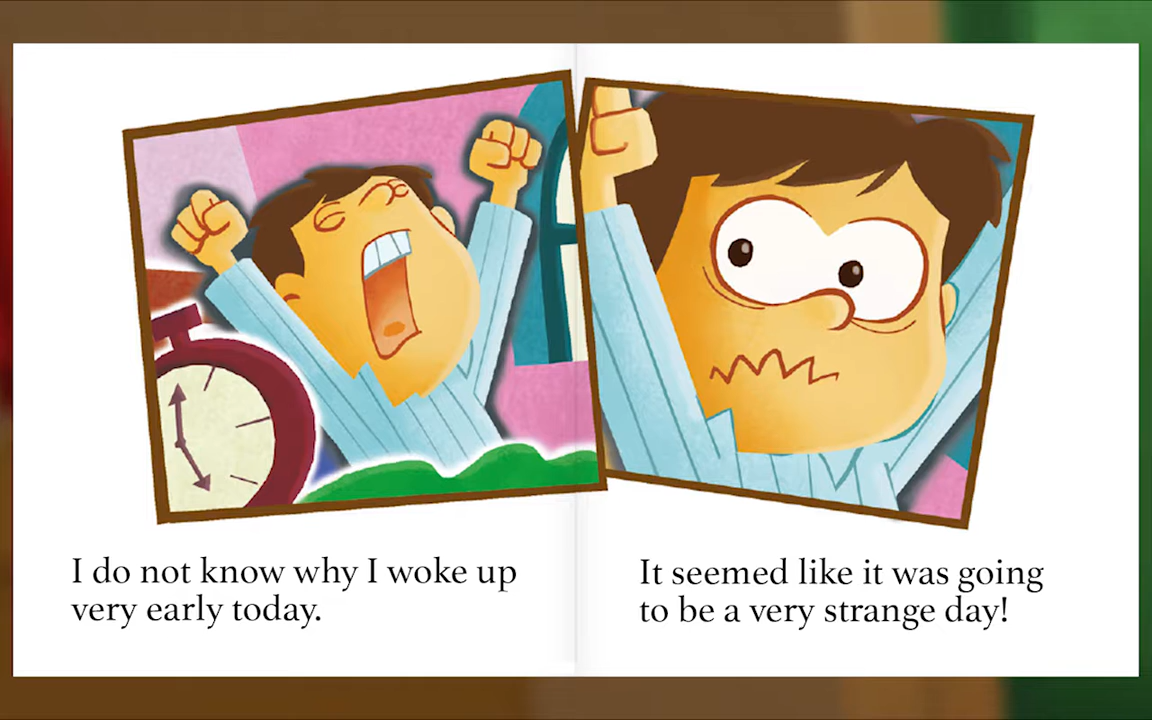 I do not know why I woke up
very early today.
It seemed like it was going
to be a very strange day!